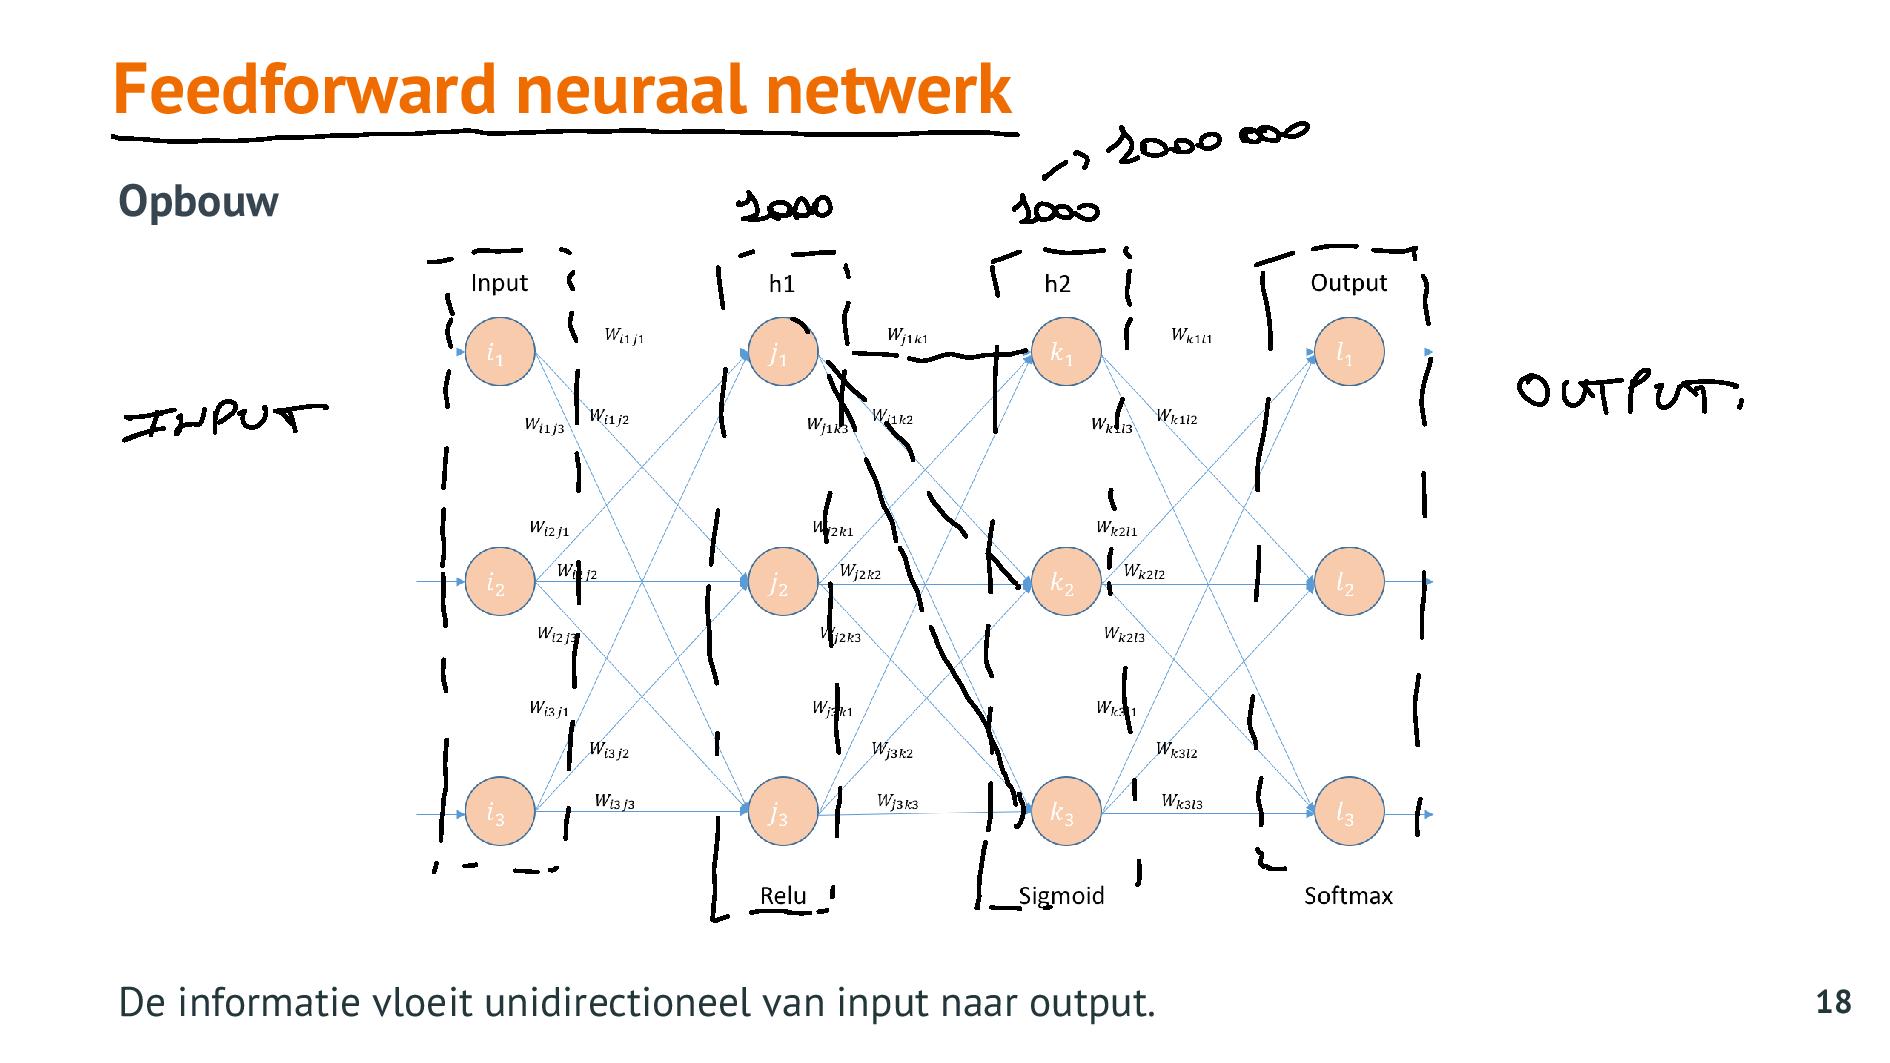 Feedforward neuraal netwerk
1000 000
Opbouw
1000
1000
Input
h1
h2
Output
W_{i1j1}
W_{j1k1}
W_{k1l1}
i_1
j_1
k_1
l_1
INPUT
OUTPUT.
W_{i1j3}
W_{i1j2}
W_{j1k3}
W_{j1k2}
W_{k1l3}
W_{k1l2}
W_{i2j1}
W_{j2k1}
W_{k2l1}
i_2
W_{i2j2}
j_2
W_{j2k2}
k_2
W_{k2l2}
l_2
W_{i2j3}
W_{j2k3}
W_{k2l3}
W_{i3j1}
W_{j3k1}
W_{k3l1}
W_{i3j2}
W_{j3k2}
W_{k3l2}
i_3
W_{i3j3}
j_3
W_{j3k3}
k_3
W_{k3l3}
l_3
Relu
Sigmoid
Softmax
De informatie vloeit unidirectioneel van input naar output.
18